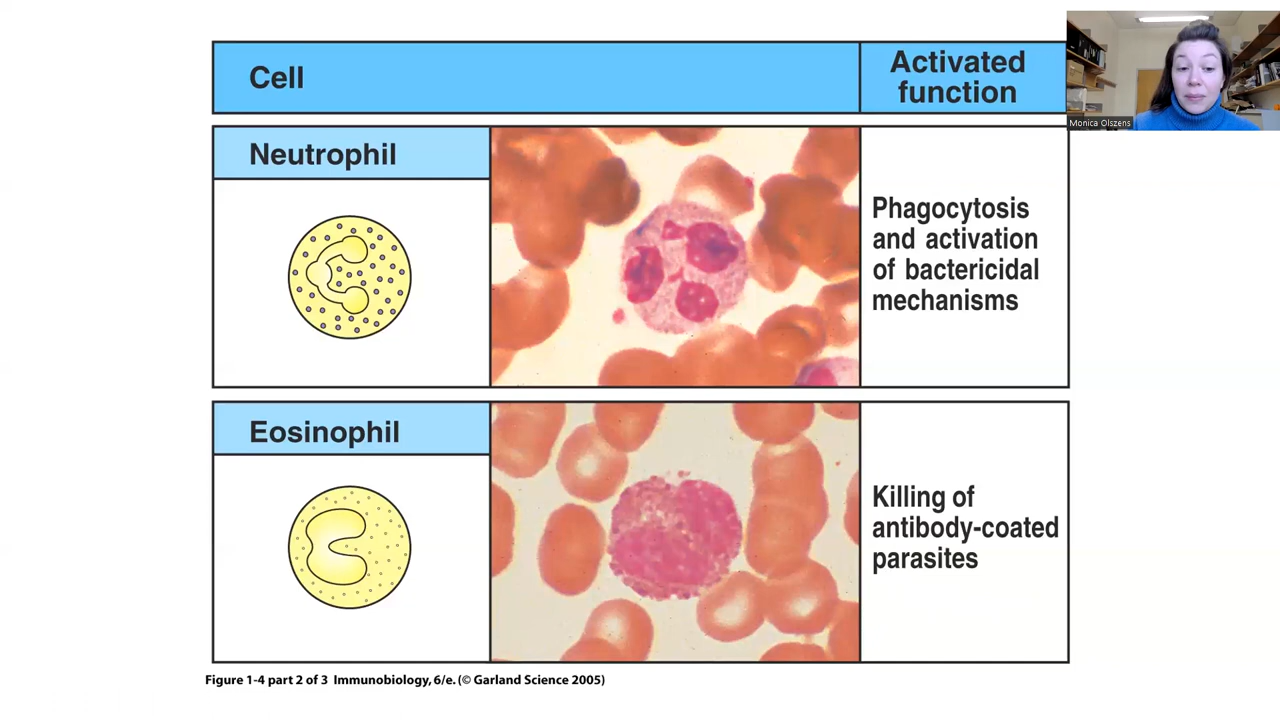 Cell
Activated
function
Monica Olszens
Neutrophil
Phagocytosis
and activation
of bactericidal
mechanisms
Eosinophil
Killing of
antibody-coated
parasites
Figure 1-4 part 2 of 3 Immunobiology, 6/e. (© Garland Science 2005)